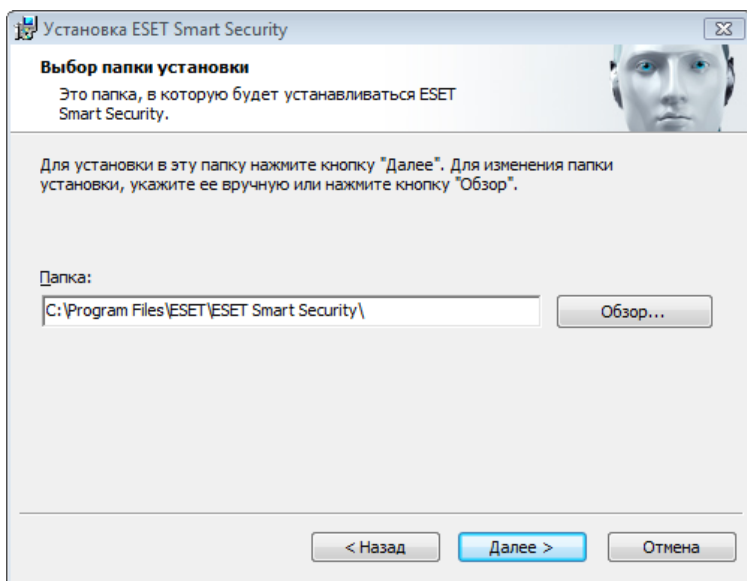 Установка ESET Smart Security
Выбор папки установки
Это папка, в которую будет устанавливаться ESET
Smart Security.
Для установки в эту папку нажмите кнопку "Далее". Для изменения папки
установки, укажите ее вручную или нажмите кнопку "Обзор".
Папка:
C:\Program Files\ESET\ESET Smart Security\
Обзор...
< Назад
Далее >
Отмена